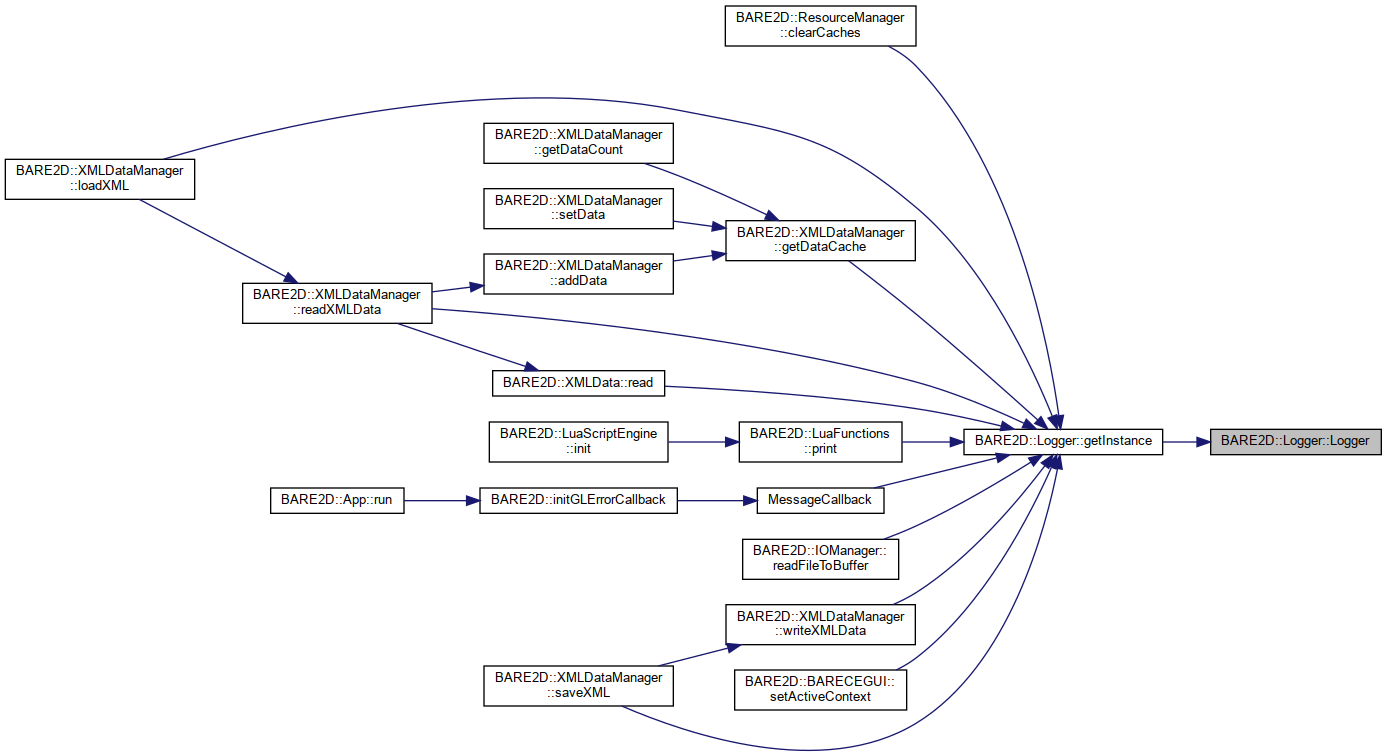 BARE2D::ResourceManager
::clearCaches
BARE2D::XMLDataManager
::getDataCount
BARE2D::XMLDataManager
::loadXML
BARE2D::XMLDataManager
::setData
BARE2D::XMLDataManager
::getDataCache
BARE2D::XMLDataManager
::addData
BARE2D::XMLDataManager
::readXMLData
BARE2D::XMLData::read
BARE2D::LuaScriptEngine
::init
BARE2D::LuaFunctions
::print
BARE2D::Logger::getInstance
BARE2D::Logger::Logger
BARE2D::App::run
BARE2D::initGLErrorCallback
MessageCallback
BARE2D::IOManager::
readFileToBuffer
BARE2D::XMLDataManager
::writeXMLData
BARE2D::XMLDataManager
::saveXML
BARE2D::BARECEGUI::
setActiveContext